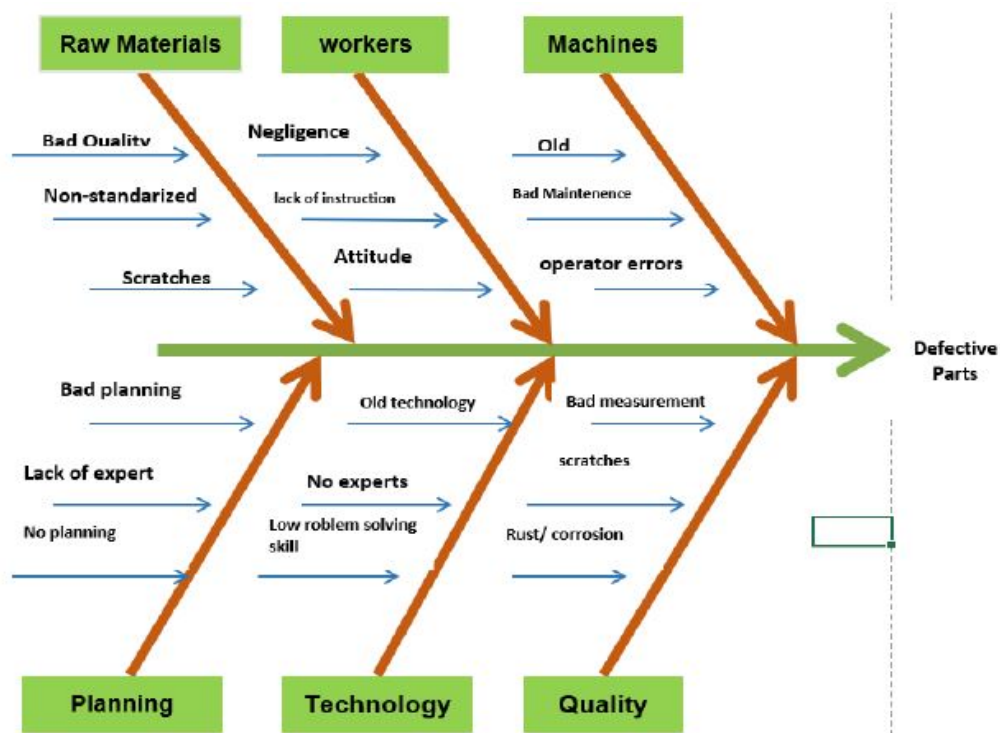 Raw Materials
workers
Machines
Bad Quality
Negligence
Old
Non-standarized
lack of instruction
Bad Maintenence
Scratches
Attitude
operator errors
Defective
Parts
Bad planning
Old technology
Bad measurement
Lack of expert
No experts
scratches
No planning
Low roblem solving
skill
Rust/ corrosion
Planning
Technology
Quality